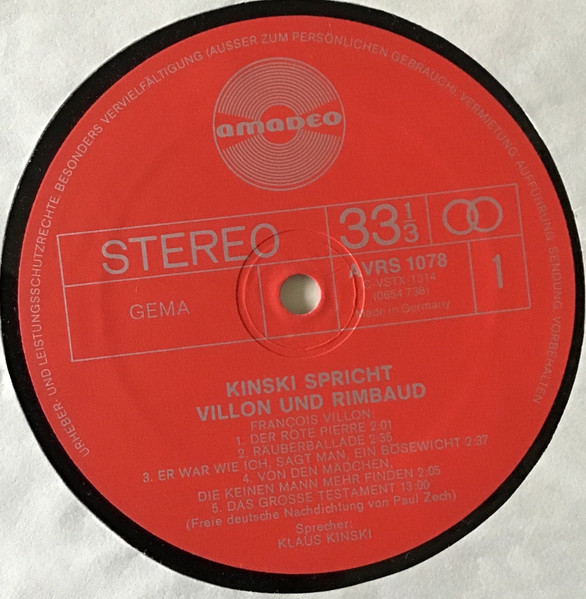 URHEBER- UND LEISTUNGSSCHUTZRECHTE, BESONDERS VERVIELFÄLTIGUNG (AUSSER ZUM PERSÖNLICHEN GEBRAUCH), VERMIETUNG, AUFFÜHRUNG, SENDUNG, VORBEHALTEN
amadeo
STEREO
33 1/3
GEMA
AVRS 1078
(0654 738)
Made in Germany
1
KINSKI SPRICHT
VILLON UND RIMBAUD
FRANÇOIS VILLON:
1. DER ROTE PIERRE 2:01
2. RÄUBERBALLADE 2:35
3. ER WAR WIE ICH, SAGT MAN, EIN BÖSEWICHT 2:37
4. VON DEN MÄDCHEN,
DIE KEINEN MANN MEHR FINDEN 2:05
5. DAS GROSSE TESTAMENT 13:00
(Freie deutsche Nachdichtung von Paul Zech)
Sprecher:
KLAUS KINSKI